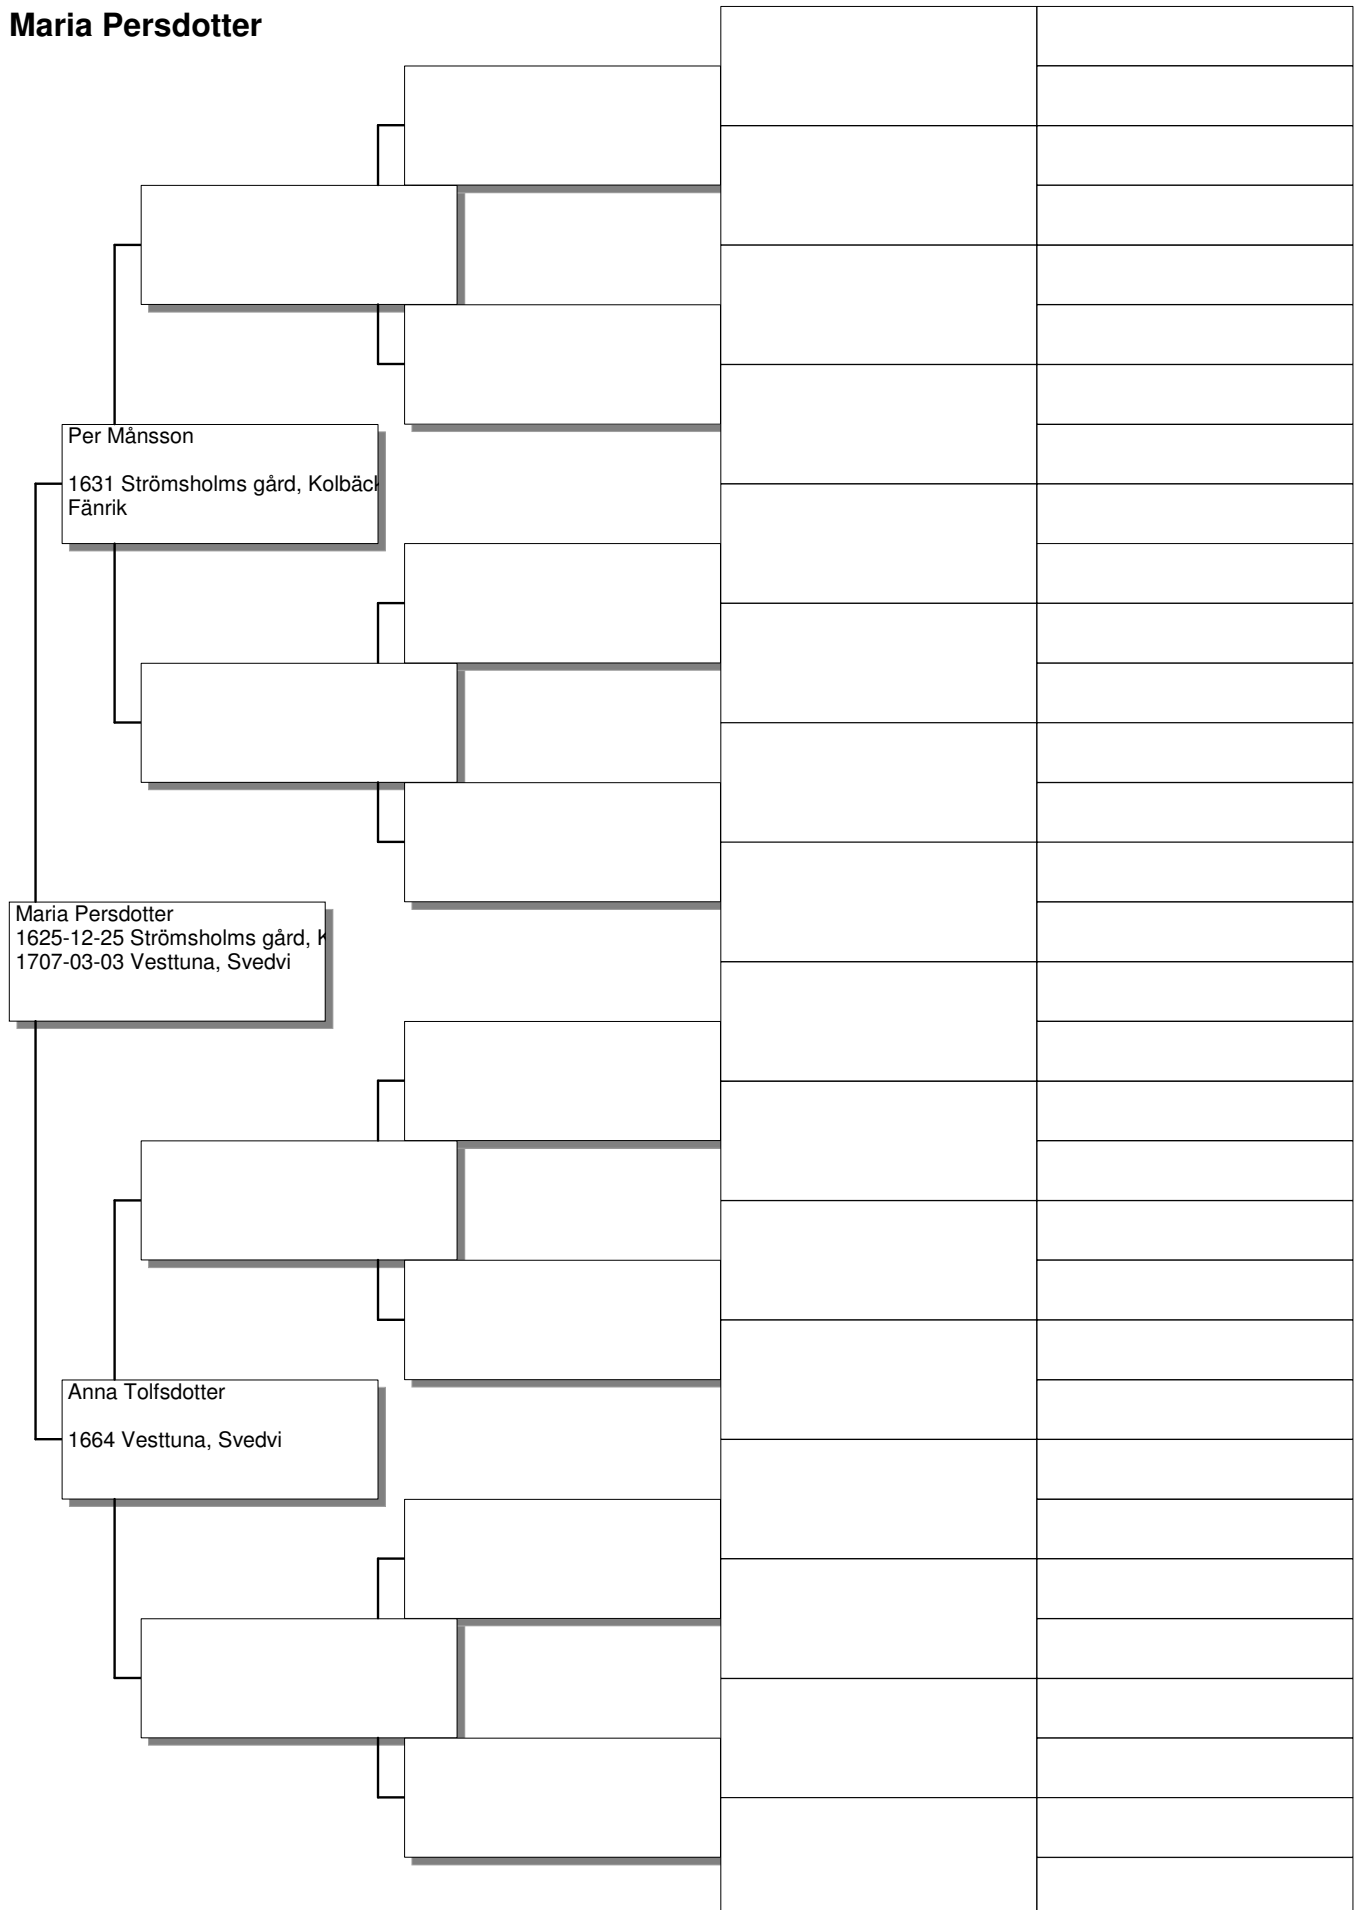 Maria Persdotter
Per Månsson
1631 Strömsholms gård, Kolbäck
Fänrik
Maria Persdotter
1625-12-25 Strömsholms gård, K
1707-03-03 Vesttuna, Svedvi
Anna Tolfsdotter
1664 Vesttuna, Svedvi